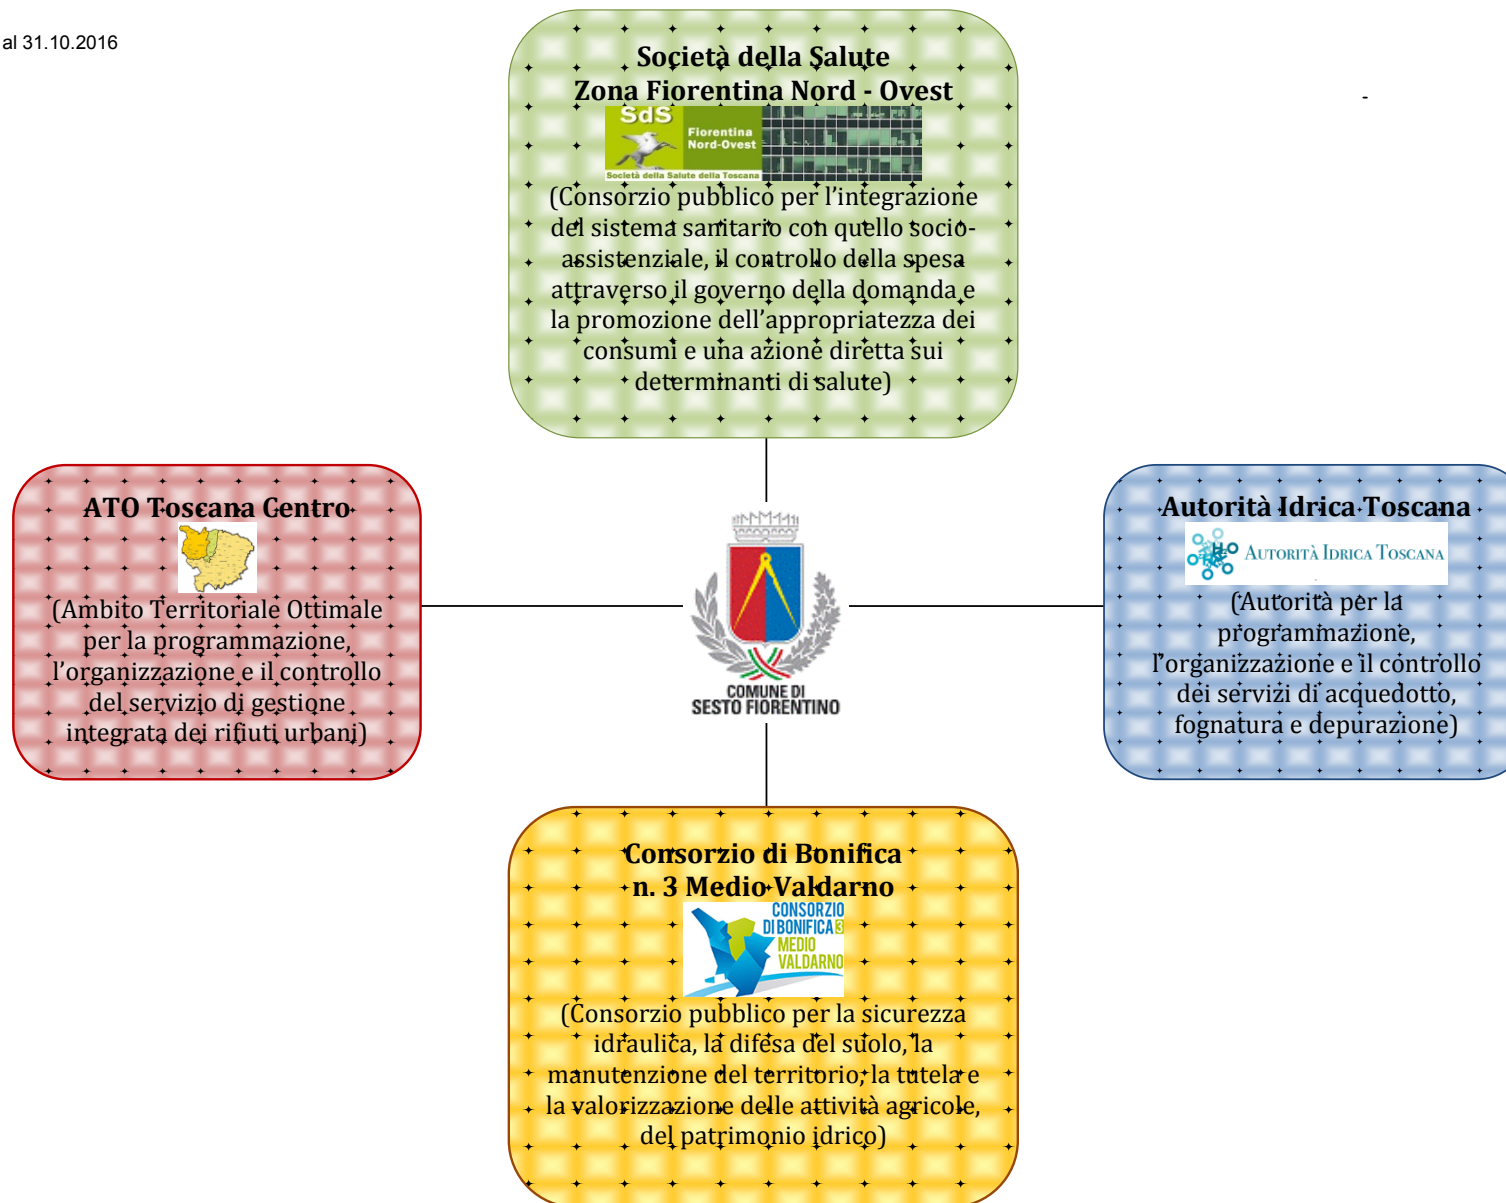 al 31.10.2016
-
Società della Salute
Zona Fiorentina Nord - Ovest
SdS
Fiorentina
Nord-Ovest
Società della Salute della Toscana
(Consorzio pubblico per l’integrazione
del sistema sanitario con quello socio-
assistenziale, il controllo della spesa
attraverso il governo della domanda e
la promozione dell’appropriatezza dei
consumi e una azione diretta sui
determinanti di salute)
ATO Toscana Centro
(Ambito Territoriale Ottimale
per la programmazione,
l’organizzazione e il controllo
del servizio di gestione
integrata dei rifiuti urbani)
COMUNE DI
SESTO FIORENTINO
Autorità Idrica Toscana
AUTORITÀ IDRICA TOSCANA
(Autorità per la
programmazione,
l’organizzazione e il controllo
dei servizi di acquedotto,
fognatura e depurazione)
Consorzio di Bonifica
n. 3 Medio Valdarno
CONSORZIO
DI BONIFICA 3
MEDIO
VALDARNO
(Consorzio pubblico per la sicurezza
idraulica, la difesa del suolo, la
manutenzione del territorio, la tutela e
la valorizzazione delle attività agricole,
del patrimonio idrico)